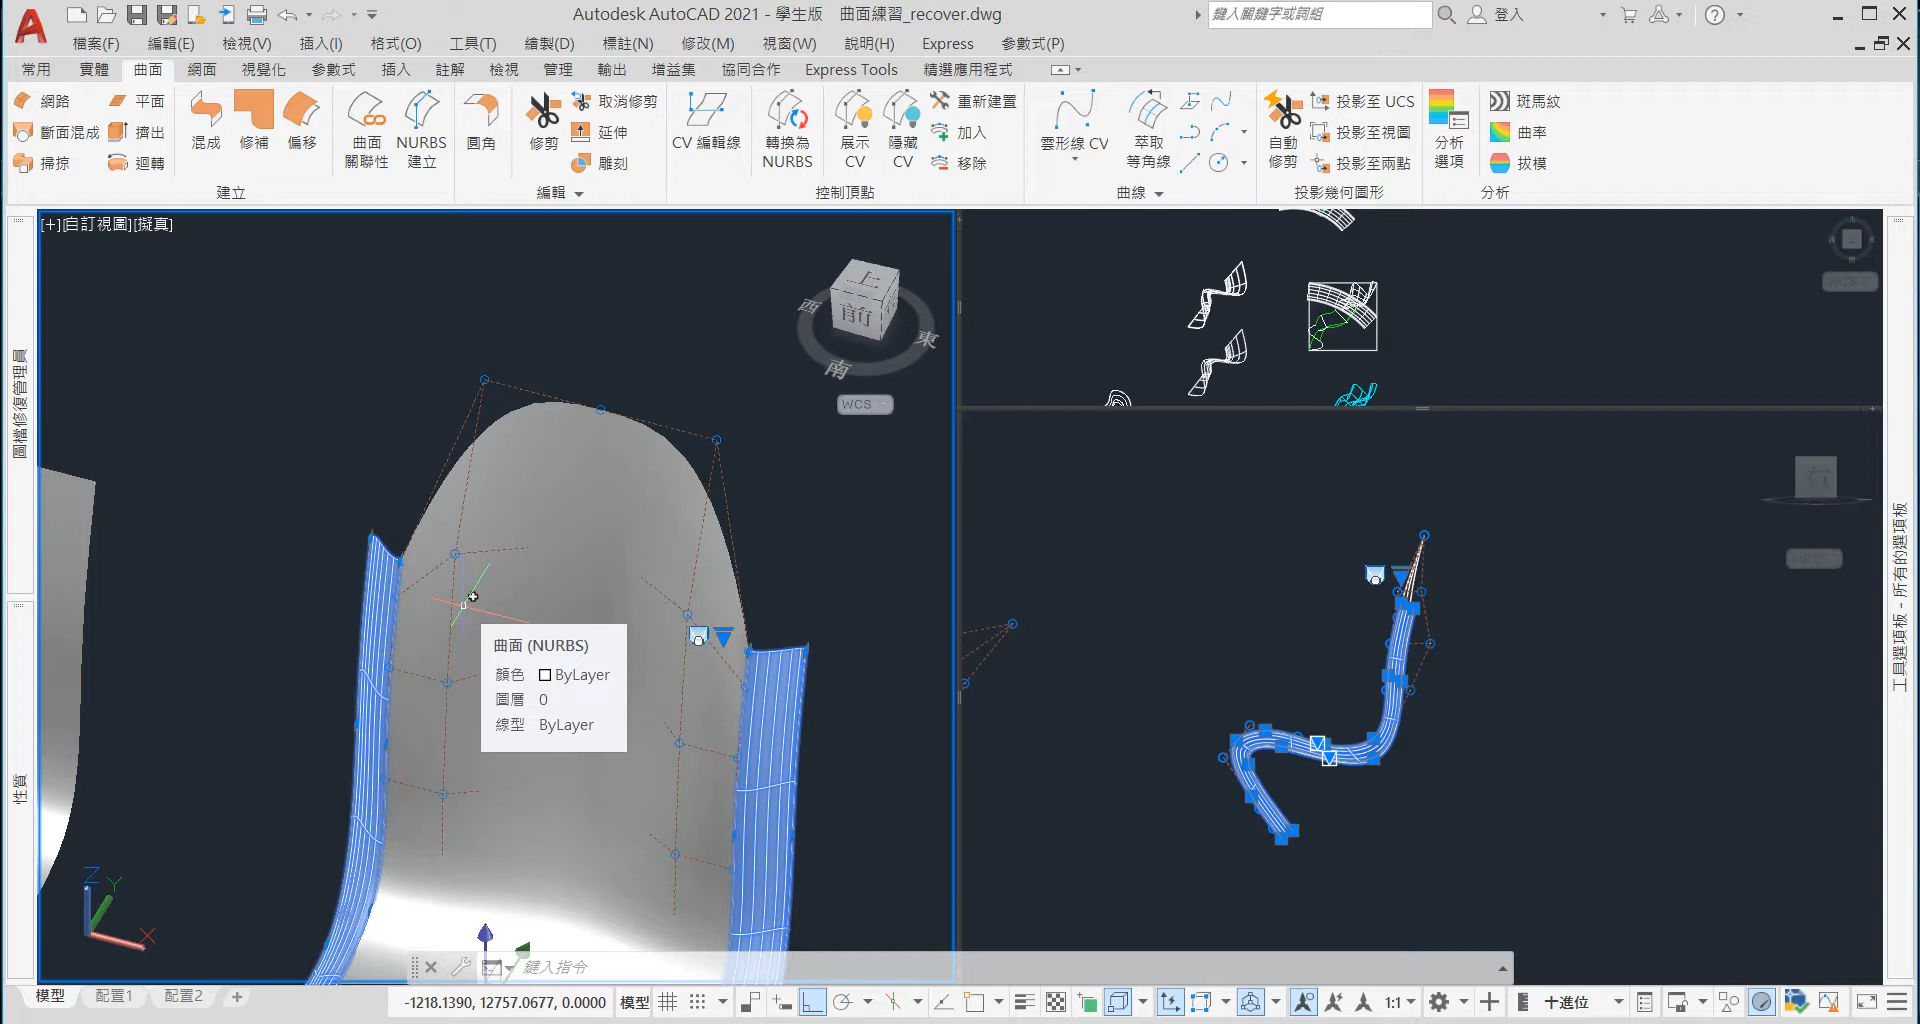 Autodesk AutoCAD 2021 - 學生版 曲面練習_recover.dwg
鍵入關鍵字或詞組
登入
檔案(F) 編輯(E) 檢視(V) 插入(I) 格式(O) 工具(T) 繪製(D) 標註(N) 修改(M) 視窗(W) 說明(H) Express 參數式(P)
常用 實體 曲面 網面 視覺化 參數式 插入 註解 檢視 管理 輸出 增益集 協同合作 Express Tools 精選應用程式
網路 平面
斷面混成 擠出
掃掠 迴轉
混成 修補 偏移
曲面
關聯性
NURBS
建立
建立
圓角
修剪
取消修剪
延伸
雕刻
編輯
CV 編輯線
轉換為
NURBS
展示
CV
隱藏
CV
重新建置
加入
移除
控制頂點
雲形線 CV
萃取
等角線
曲線
自動
修剪
投影至 UCS
投影至視圖
投影至兩點
投影幾何圖形
分析
選項
斑馬紋
曲率
拔模
分析
[+][自訂視圖][擬真]
圖檔修復管理員
性質
上
前
西
東
南
WCS
曲面 (NURBS)
顏色 ByLayer
圖層 0
線型 ByLayer
Z
Y
X
右
工具選項板 - 所有的選項板
鍵入指令
模型 配置1 配置2
-1218.1390, 12757.0677, 0.0000 模型
1:1
十進位